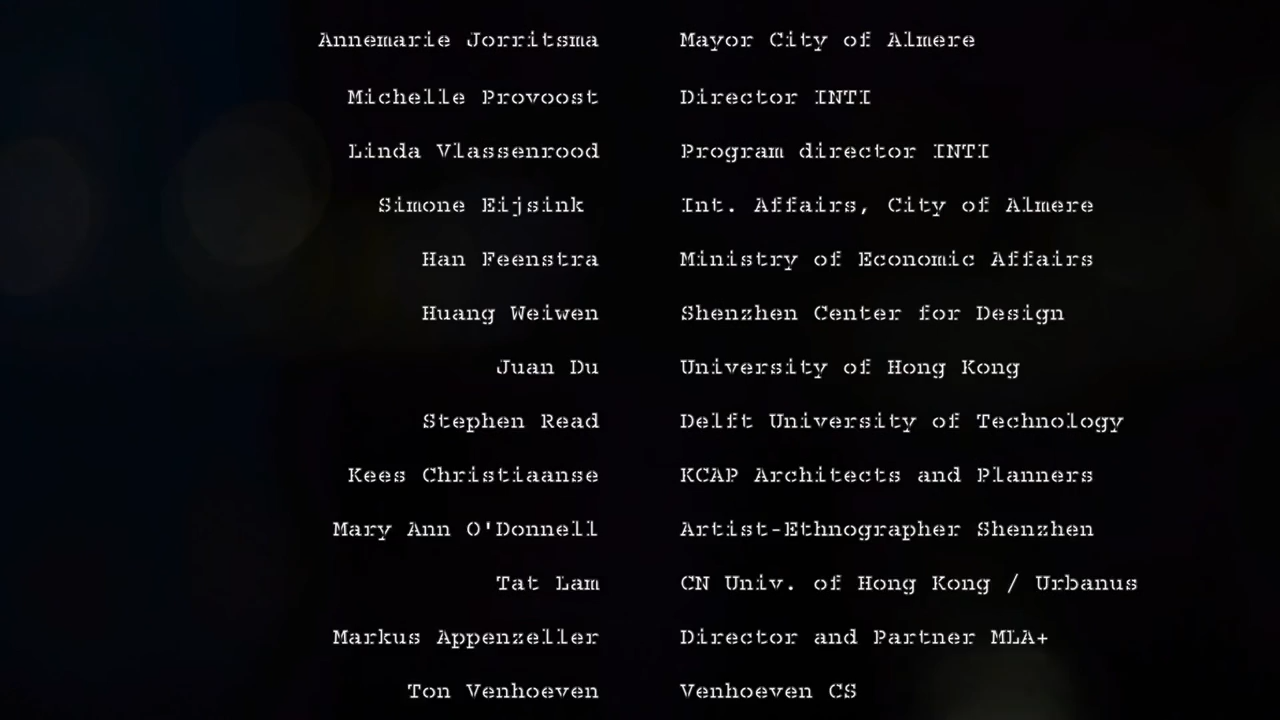 Annemarie Jorritsma Mayor City of Almere
Michelle Provoost Director INTI
Linda Vlassenrood Program director INTI
Simone Eijsink Int. Affairs, City of Almere
Han Feenstra Ministry of Economic Affairs
Huang Weiwen Shenzhen Center for Design
Juan Du University of Hong Kong
Stephen Read Delft University of Technology
Kees Christiaanse KCAP Architects and Planners
Mary Ann O'Donnell Artist-Ethnographer Shenzhen
Tat Lam CN Univ. of Hong Kong / Urbanus
Markus Appenzeller Director and Partner MLA+
Ton Venhoeven Venhoeven CS